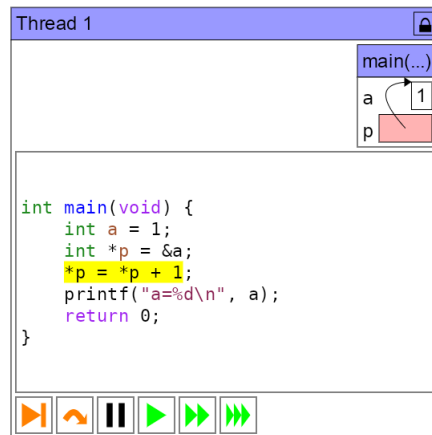 Thread 1
main(...)
a 1
p
int main(void) {
    int a = 1;
    int *p = &a;
    *p = *p + 1;
    printf("a=%d\n", a);
    return 0;
}